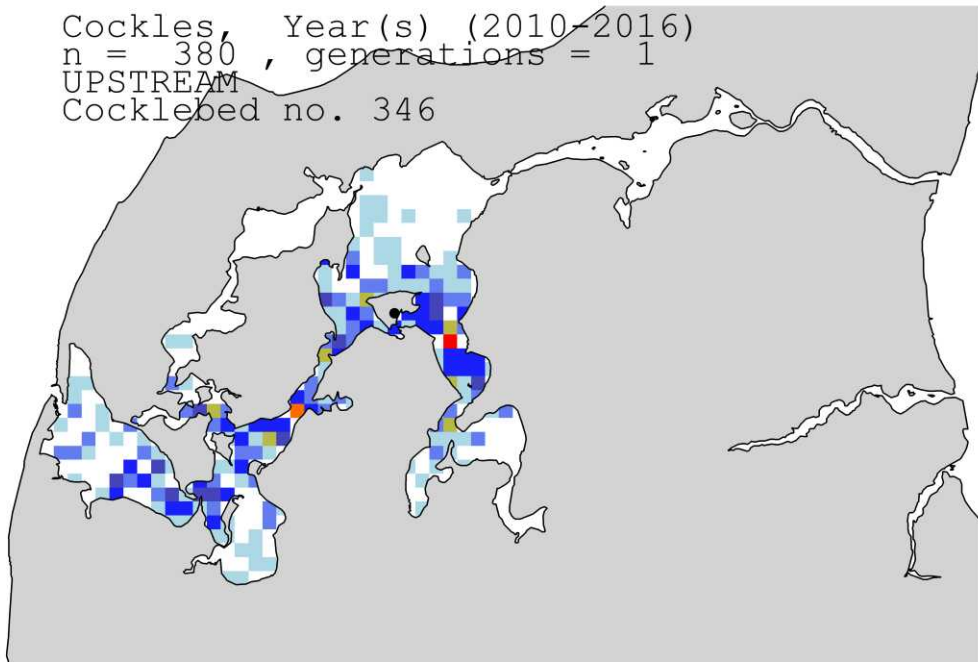 Cockles, Year(s) (2010-2016)
n = 380 , generations = 1
UPSTREAM
Cocklebed no. 346